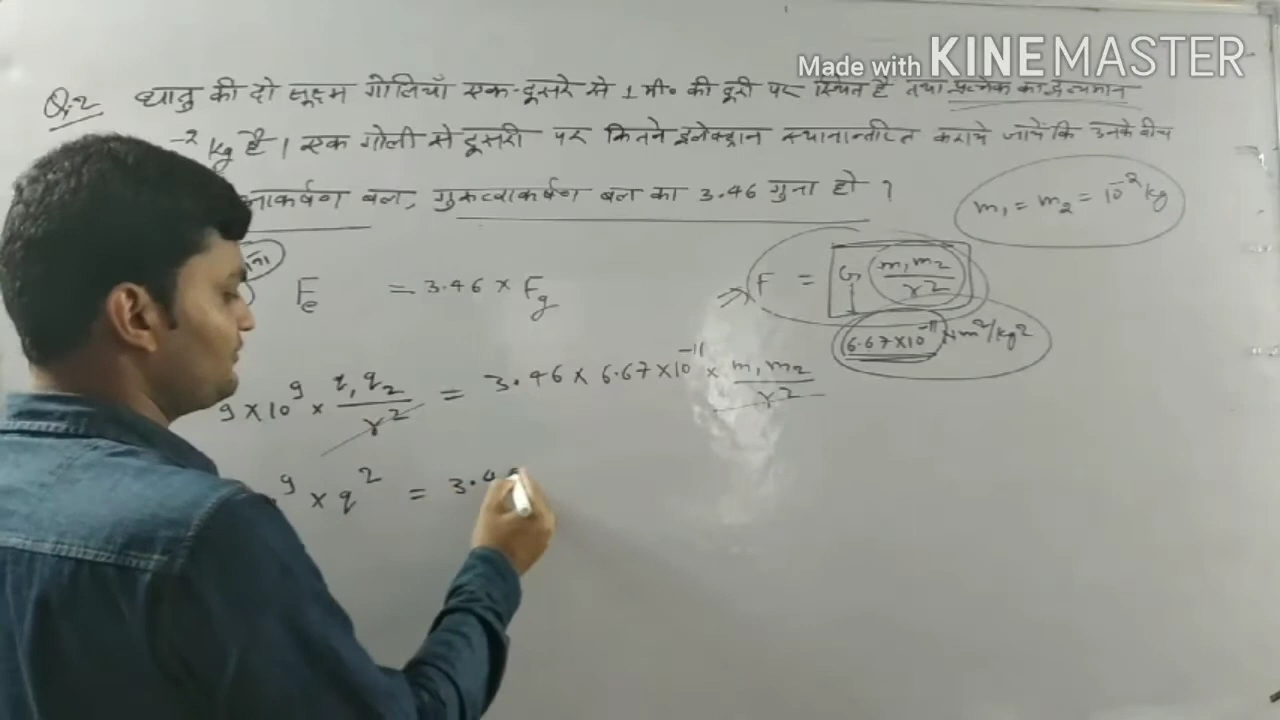 Made with KINEMASTER
Q.2 धातु की दो सूक्ष्म गोलियाँ एक-दूसरे से 1 मी० की दूरी पर स्थित हैं तथा प्रत्येक का द्रव्यमान
-2 kg है। एक गोली से दूसरी पर कितने इलेक्ट्रान स्थानान्तरित कराये जायें कि उनके बीच
आकर्षण बल, गुरुत्वाकर्षण बल का 3.46 गुना हो ?
m₁ = m₂ = 10⁻² kg
Fe = 3.46 × Fg
⇒ F = G m₁m₂/r²
6.67×10⁻¹¹ Nm²/kg²
9×10⁹ × q₁q₂/r² = 3.46 × 6.67×10⁻¹¹ × m₁m₂/r²
⁹ × q² = 3.4